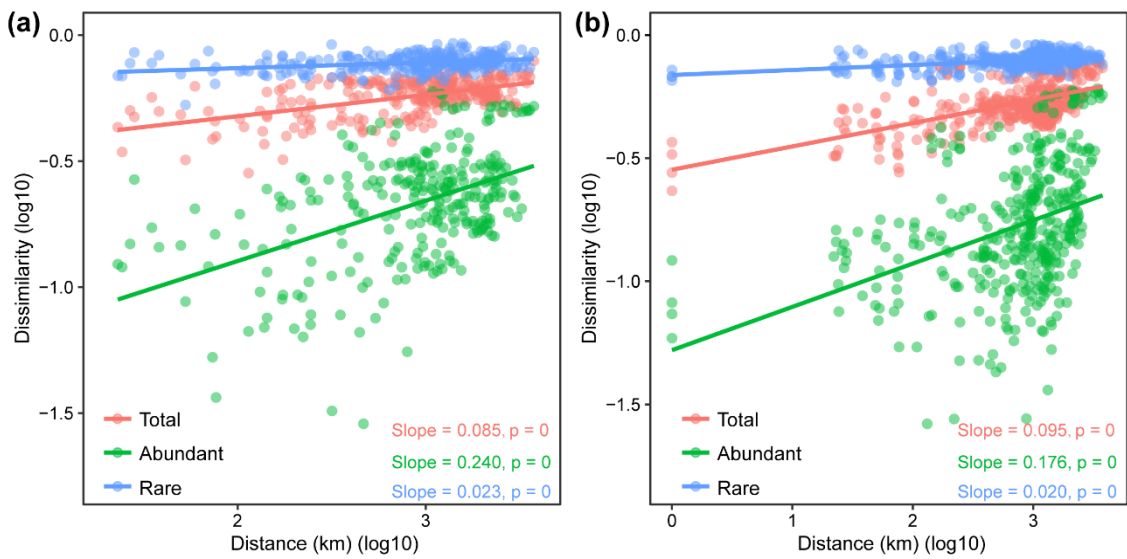 (a)
0.0
−0.5
−1.0
−1.5
Dissimilarity (log10)
Total
Abundant
Rare
Slope = 0.085, p = 0
Slope = 0.240, p = 0
Slope = 0.023, p = 0
2
3
Distance (km) (log10)
(b)
0.0
−0.5
−1.0
−1.5
Dissimilarity (log10)
Total
Abundant
Rare
Slope = 0.095, p = 0
Slope = 0.176, p = 0
Slope = 0.020, p = 0
0
1
2
3
Distance (km) (log10)